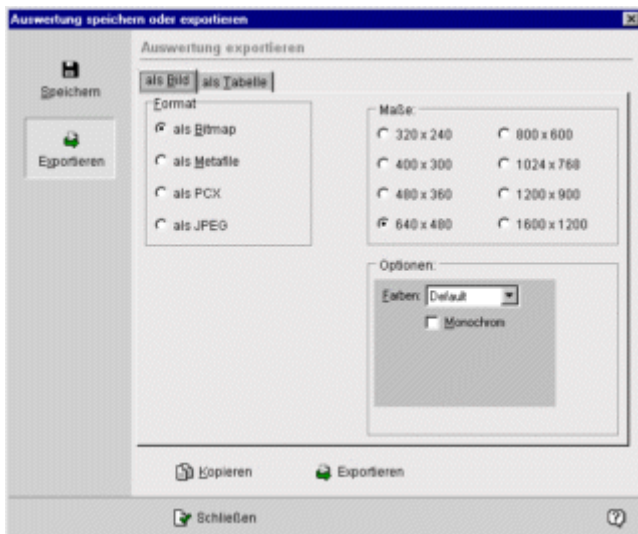 Auswertung speichern oder exportieren
Speichern
Exportieren
Auswertung exportieren
als Bild als Tabelle
Format
als Bitmap
als Metafile
als PCX
als JPEG
Maße:
320 x 240 800 x 600
400 x 300 1024 x 768
480 x 360 1200 x 900
640 x 480 1600 x 1200
Optionen:
Farben: Default
Monochrom
Kopieren Exportieren
Schließen